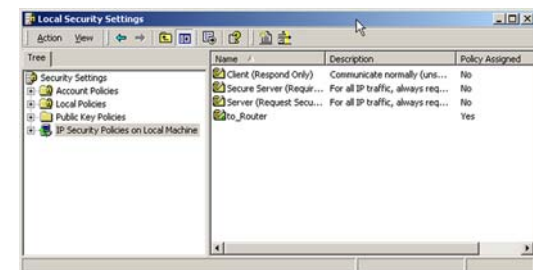 Local Security Settings
Action View
Tree
Name Description Policy Assigned
Security Settings
Account Policies
Local Policies
Public Key Policies
IP Security Policies on Local Machine
Client (Respond Only) Communicate normally (uns... No
Secure Server (Requir... For all IP traffic, always req... No
Server (Request Secu... For all IP traffic, always req... No
to_Router Yes